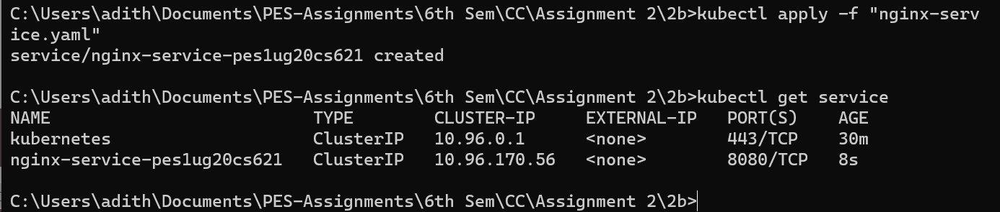 C:\Users\adith\Documents\PES-Assignments\6th Sem\CC\Assignment 2\2b>kubectl apply -f "nginx-serv
ice.yaml"
service/nginx-service-pes1ug20cs621 created
C:\Users\adith\Documents\PES-Assignments\6th Sem\CC\Assignment 2\2b>kubectl get service
NAME TYPE CLUSTER-IP EXTERNAL-IP PORT(S) AGE
kubernetes ClusterIP 10.96.0.1 <none> 443/TCP 30m
nginx-service-pes1ug20cs621 ClusterIP 10.96.170.56 <none> 8080/TCP 8s
C:\Users\adith\Documents\PES-Assignments\6th Sem\CC\Assignment 2\2b>